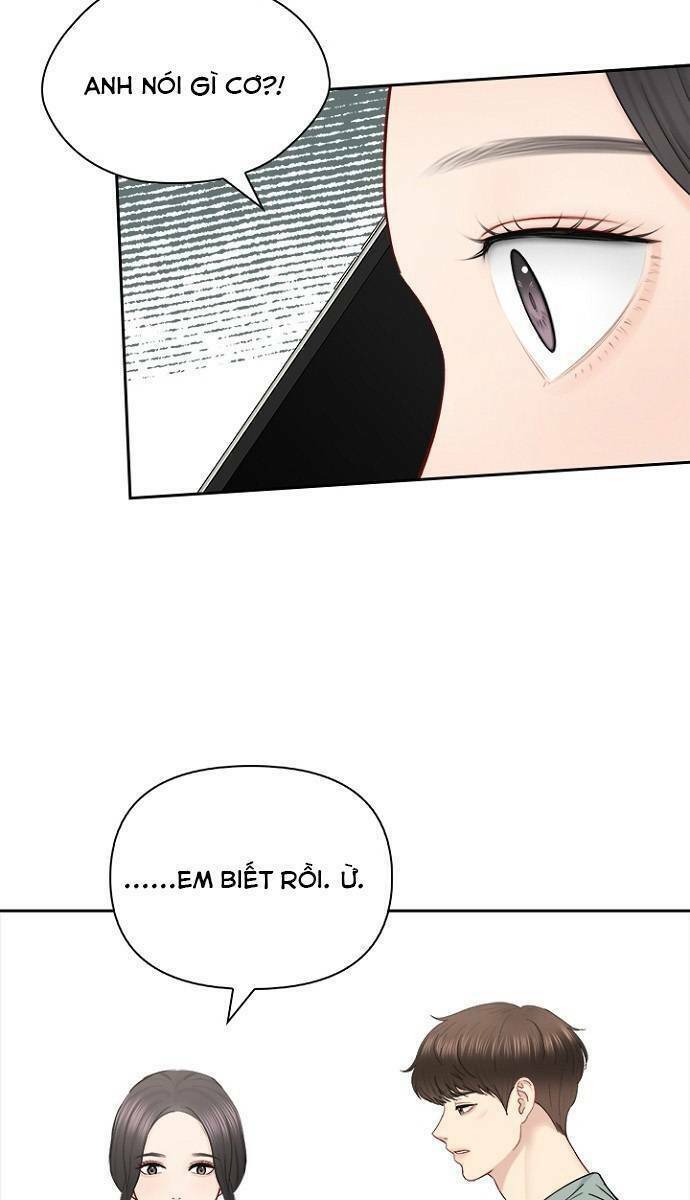 ANH NÓI GÌ CƠ?!
......EM BIẾT RỒI. Ừ.